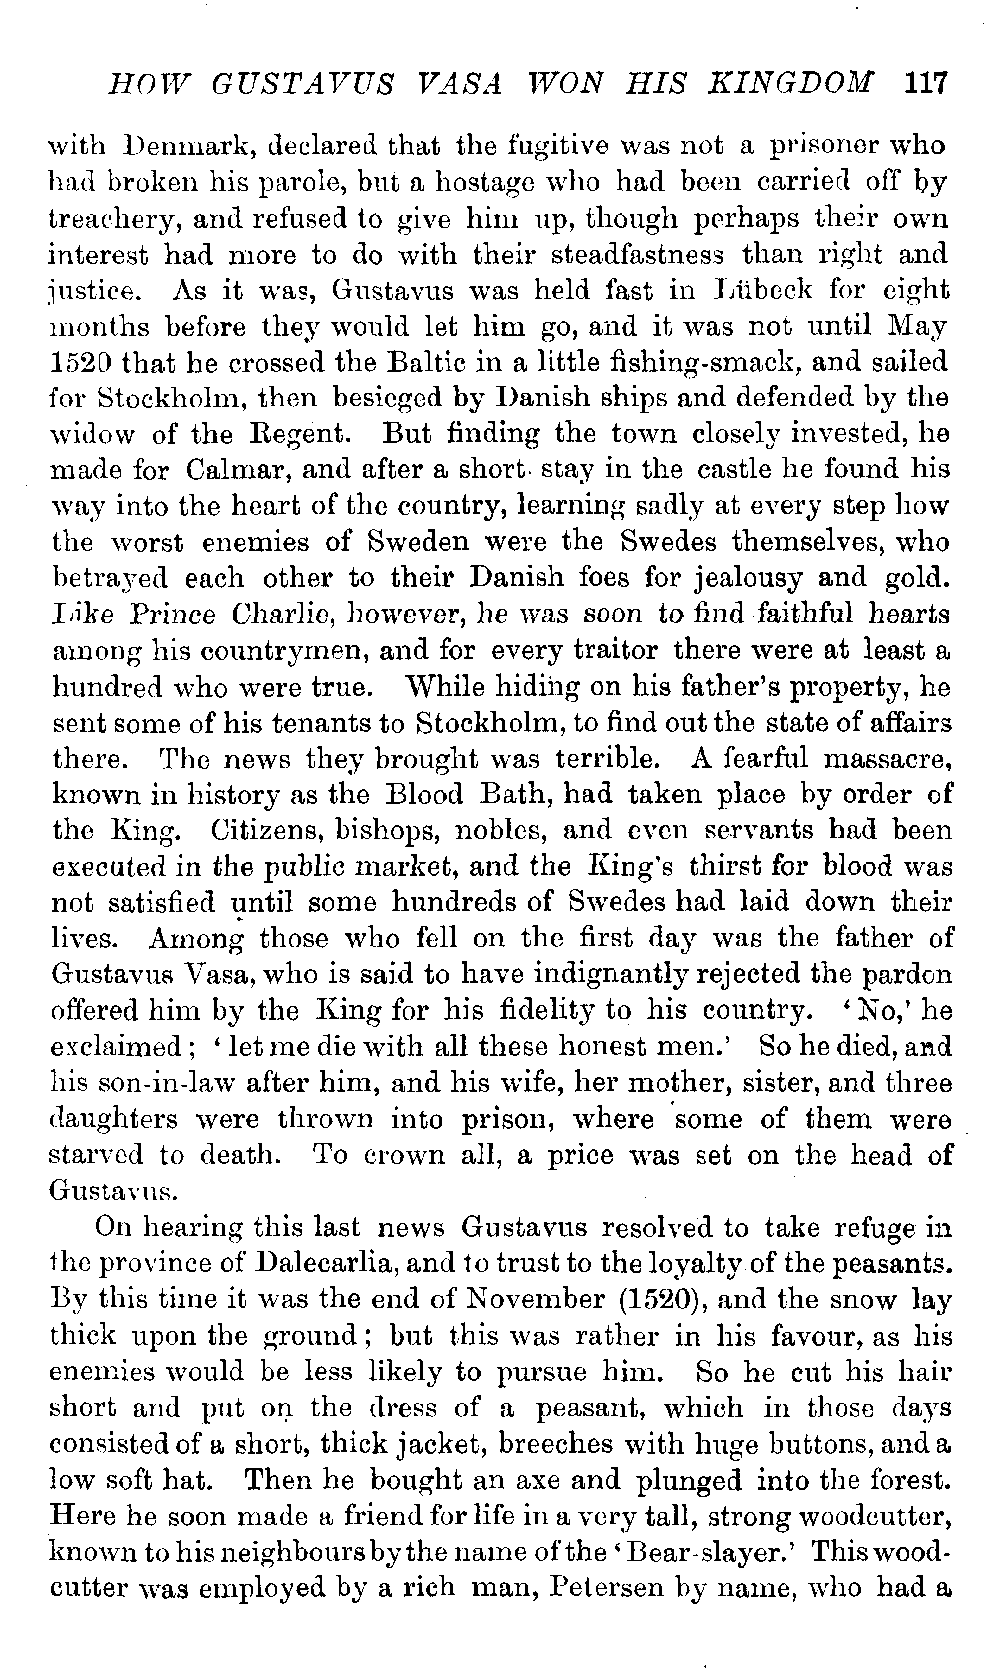 HOW GUSTAVUS VASA WON HIS KINGDOM 117
with Denmark, declared that the fugitive was not a prisoner who
had broken his parole, but a hostage who had been carried off by
treachery, and refused to give him up, though perhaps their own
interest had more to do with their steadfastness than right and
justice. As it was, Gustavus was held fast in Lübeck for eight
months before they would let him go, and it was not until May
1520 that he crossed the Baltic in a little fishing-smack, and sailed
for Stockholm, then besieged by Danish ships and defended by the
widow of the Regent. But finding the town closely invested, he
made for Calmar, and after a short stay in the castle he found his
way into the heart of the country, learning sadly at every step how
the worst enemies of Sweden were the Swedes themselves, who
betrayed each other to their Danish foes for jealousy and gold.
Like Prince Charlie, however, he was soon to find faithful hearts
among his countrymen, and for every traitor there were at least a
hundred who were true. While hiding on his father's property, he
sent some of his tenants to Stockholm, to find out the state of affairs
there. The news they brought was terrible. A fearful massacre,
known in history as the Blood Bath, had taken place by order of
the King. Citizens, bishops, nobles, and even servants had been
executed in the public market, and the King's thirst for blood was
not satisfied until some hundreds of Swedes had laid down their
lives. Among those who fell on the first day was the father of
Gustavus Vasa, who is said to have indignantly rejected the pardon
offered him by the King for his fidelity to his country. 'No,' he
exclaimed; 'let me die with all these honest men.' So he died, and
his son-in-law after him, and his wife, her mother, sister, and three
daughters were thrown into prison, where some of them were
starved to death. To crown all, a price was set on the head of
Gustavus.
On hearing this last news Gustavus resolved to take refuge in
the province of Dalecarlia, and to trust to the loyalty of the peasants.
By this time it was the end of November (1520), and the snow lay
thick upon the ground; but this was rather in his favour, as his
enemies would be less likely to pursue him. So he cut his hair
short and put on the dress of a peasant, which in those days
consisted of a short, thick jacket, breeches with huge buttons, and a
low soft hat. Then he bought an axe and plunged into the forest.
Here he soon made a friend for life in a very tall, strong woodcutter,
known to his neighbours by the name of the 'Bear-slayer.' This wood-
cutter was employed by a rich man, Petersen by name, who had a